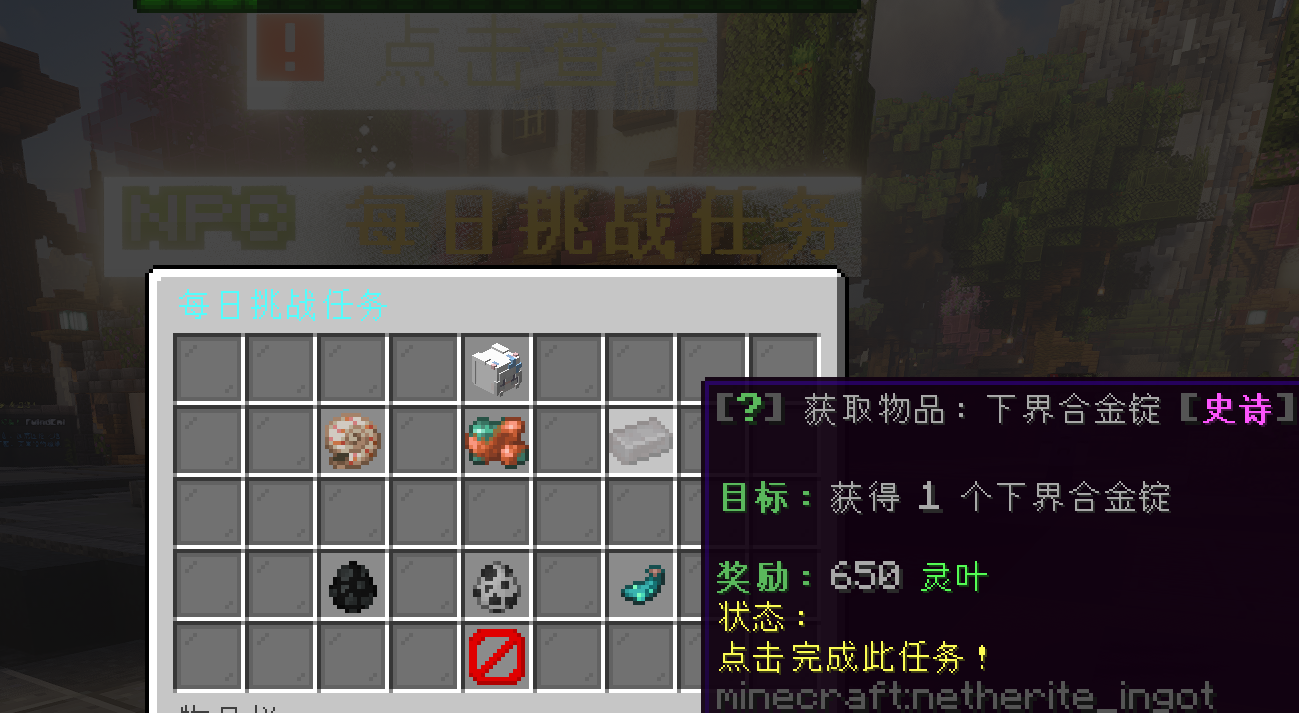 ! 点击查看
NPC 每日挑战任务
每日挑战任务
[?] 获取物品：下界合金锭 [史诗]
目标：获得 1 个下界合金锭
奖励：650 灵叶
状态：
点击完成此任务！
minecraft:netherite_ingot